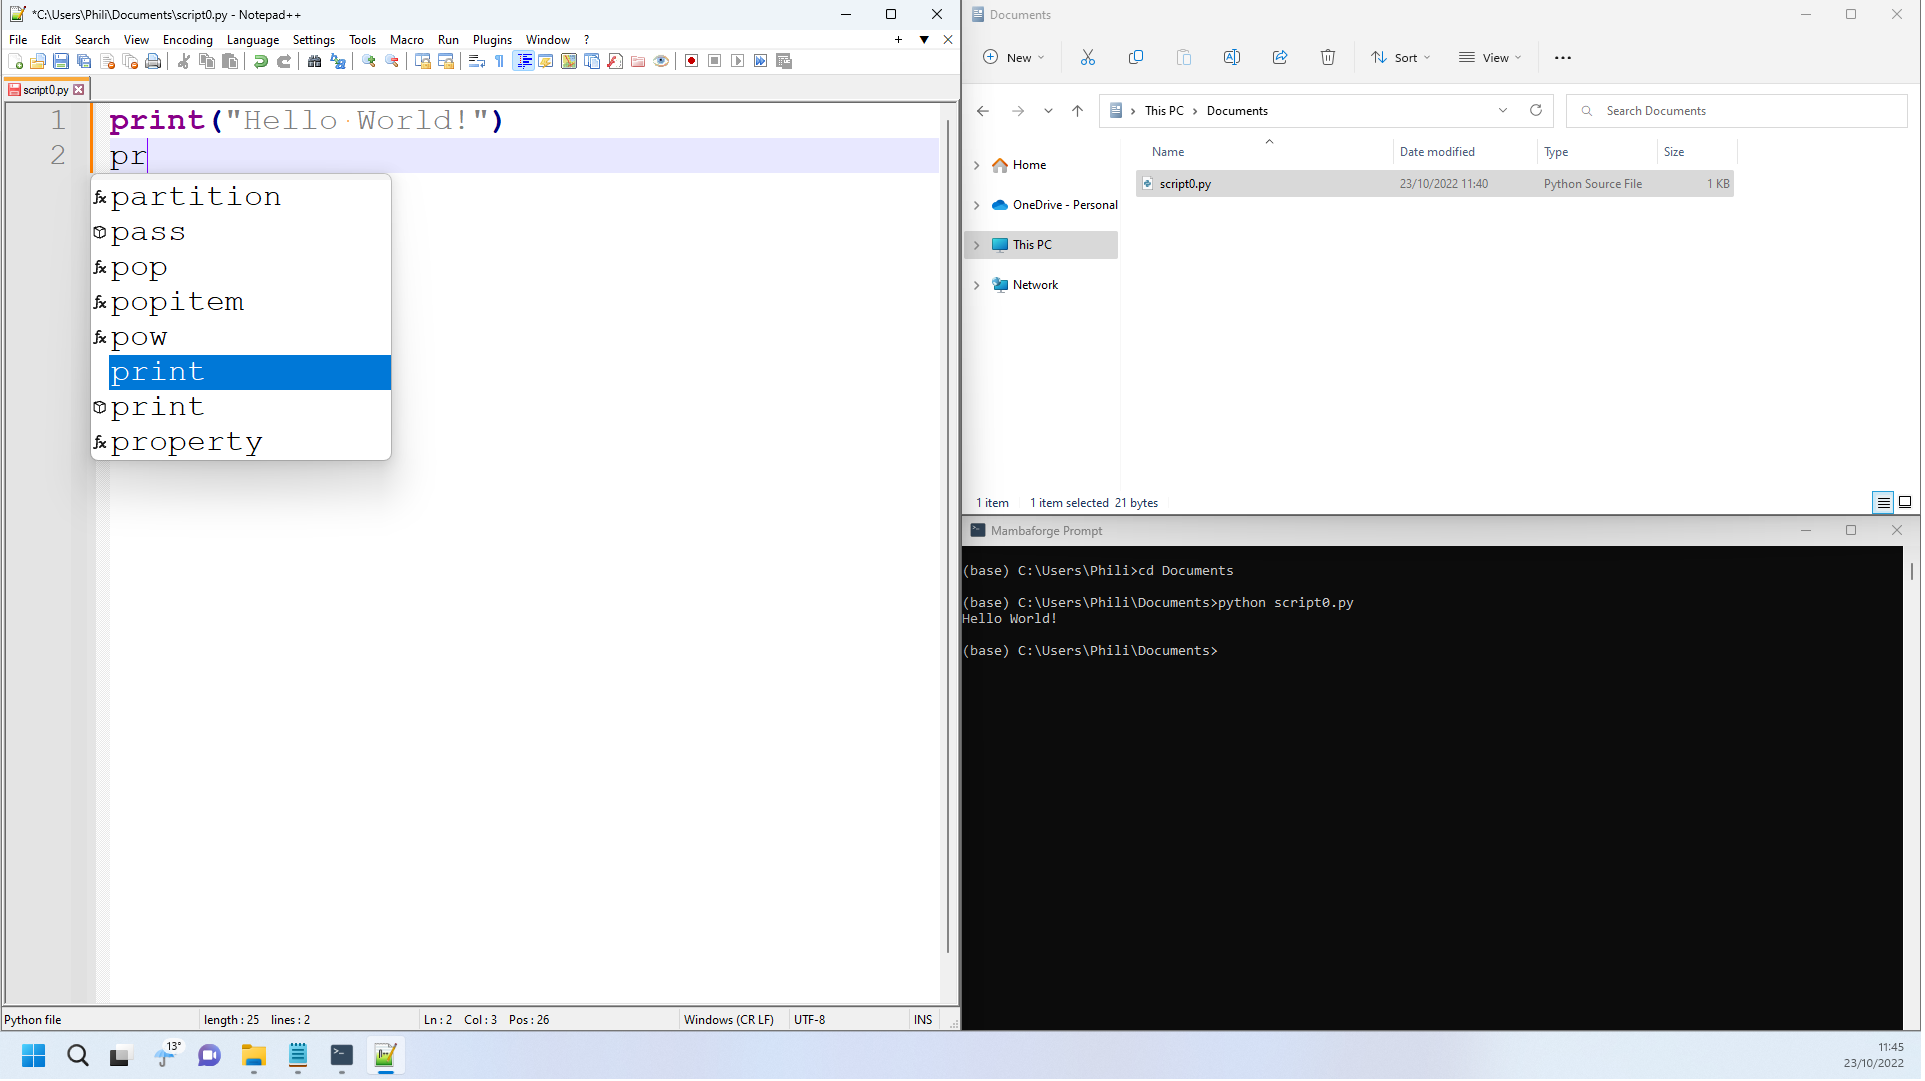 *C:\Users\Phili\Documents\script0.py - Notepad++
File Edit Search View Encoding Language Settings Tools Macro Run Plugins Window ?
script0.py
1 print("Hello World!")
2 pr
partition
pass
pop
popitem
pow
print
print
property
Python file length : 25 lines : 2 Ln : 2 Col : 3 Pos : 26 Windows (CR LF) UTF-8 INS
Documents
New Sort View
This PC > Documents
Search Documents
Home
OneDrive - Personal
This PC
Network
Name Date modified Type Size
script0.py 23/10/2022 11:40 Python Source File 1 KB
1 item 1 item selected 21 bytes
Mambaforge Prompt
(base) C:\Users\Phili>cd Documents
(base) C:\Users\Phili\Documents>python script0.py
Hello World!
(base) C:\Users\Phili\Documents>
13°
11:45
23/10/2022